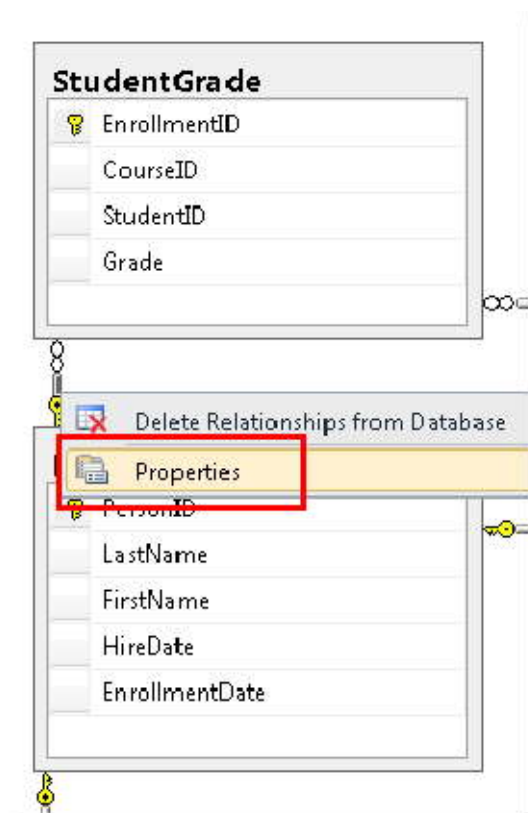 StudentGrade
EnrollmentID
CourseID
StudentID
Grade
Delete Relationships from Database
Properties
PersonID
LastName
FirstName
HireDate
EnrollmentDate